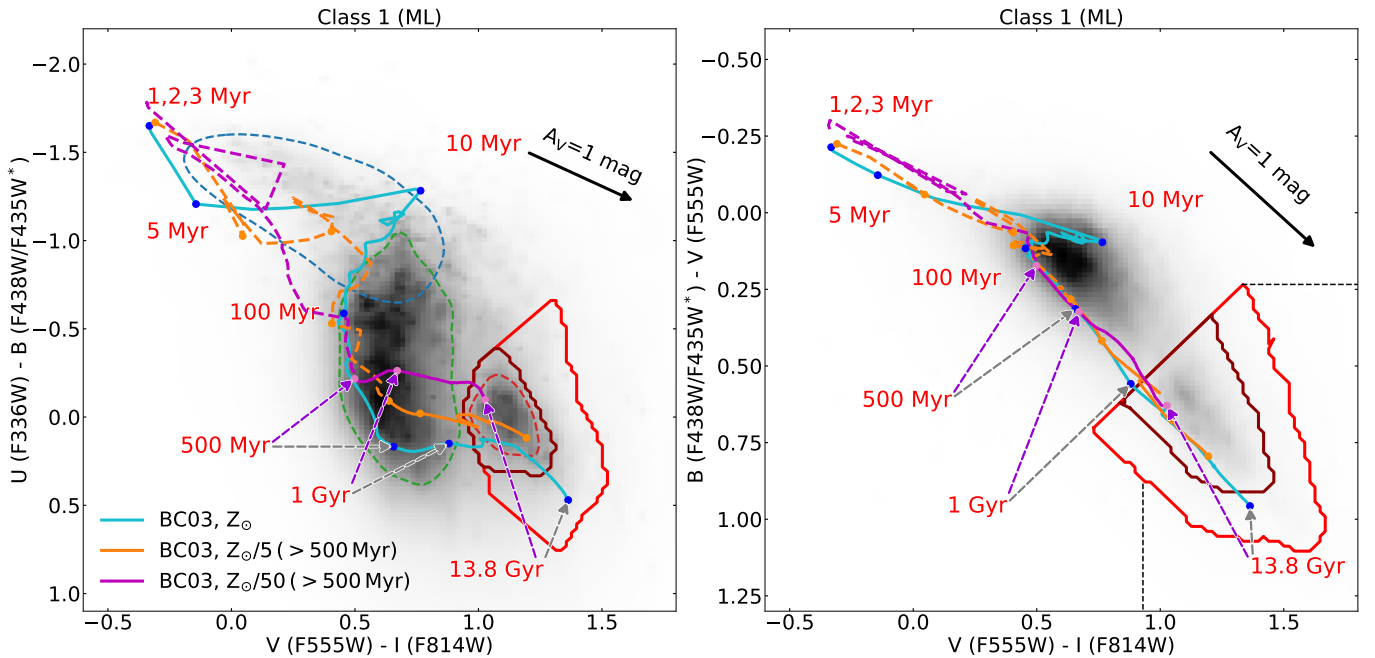 Class 1 (ML)
U (F336W) - B (F438W/F435W*)
−2.0
−1.5
−1.0
−0.5
0.0
0.5
1.0
1,2,3 Myr
10 Myr
A_V=1 mag
5 Myr
100 Myr
500 Myr
1 Gyr
13.8 Gyr
BC03, Z⊙
BC03, Z⊙/5 (> 500 Myr)
BC03, Z⊙/50 (> 500 Myr)
−0.5 0.0 0.5 1.0 1.5
V (F555W) - I (F814W)
Class 1 (ML)
B (F438W/F435W*) - V (F555W)
−0.50
−0.25
0.00
0.25
0.50
0.75
1.00
1.25
1,2,3 Myr
A_V=1 mag
10 Myr
5 Myr
100 Myr
500 Myr
1 Gyr
13.8 Gyr
−0.5 0.0 0.5 1.0 1.5
V (F555W) - I (F814W)